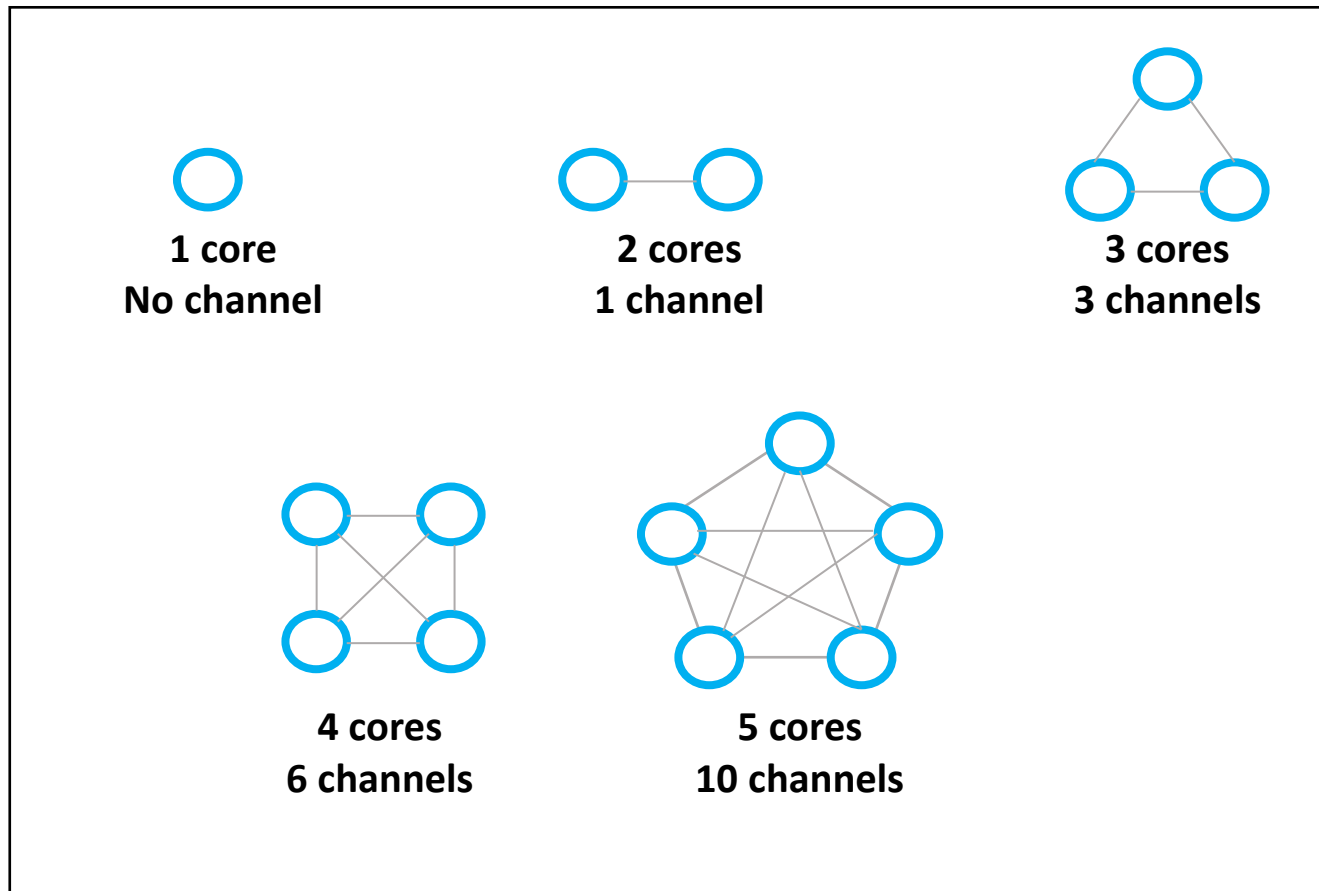 1 core
No channel
2 cores
1 channel
3 cores
3 channels
4 cores
6 channels
5 cores
10 channels